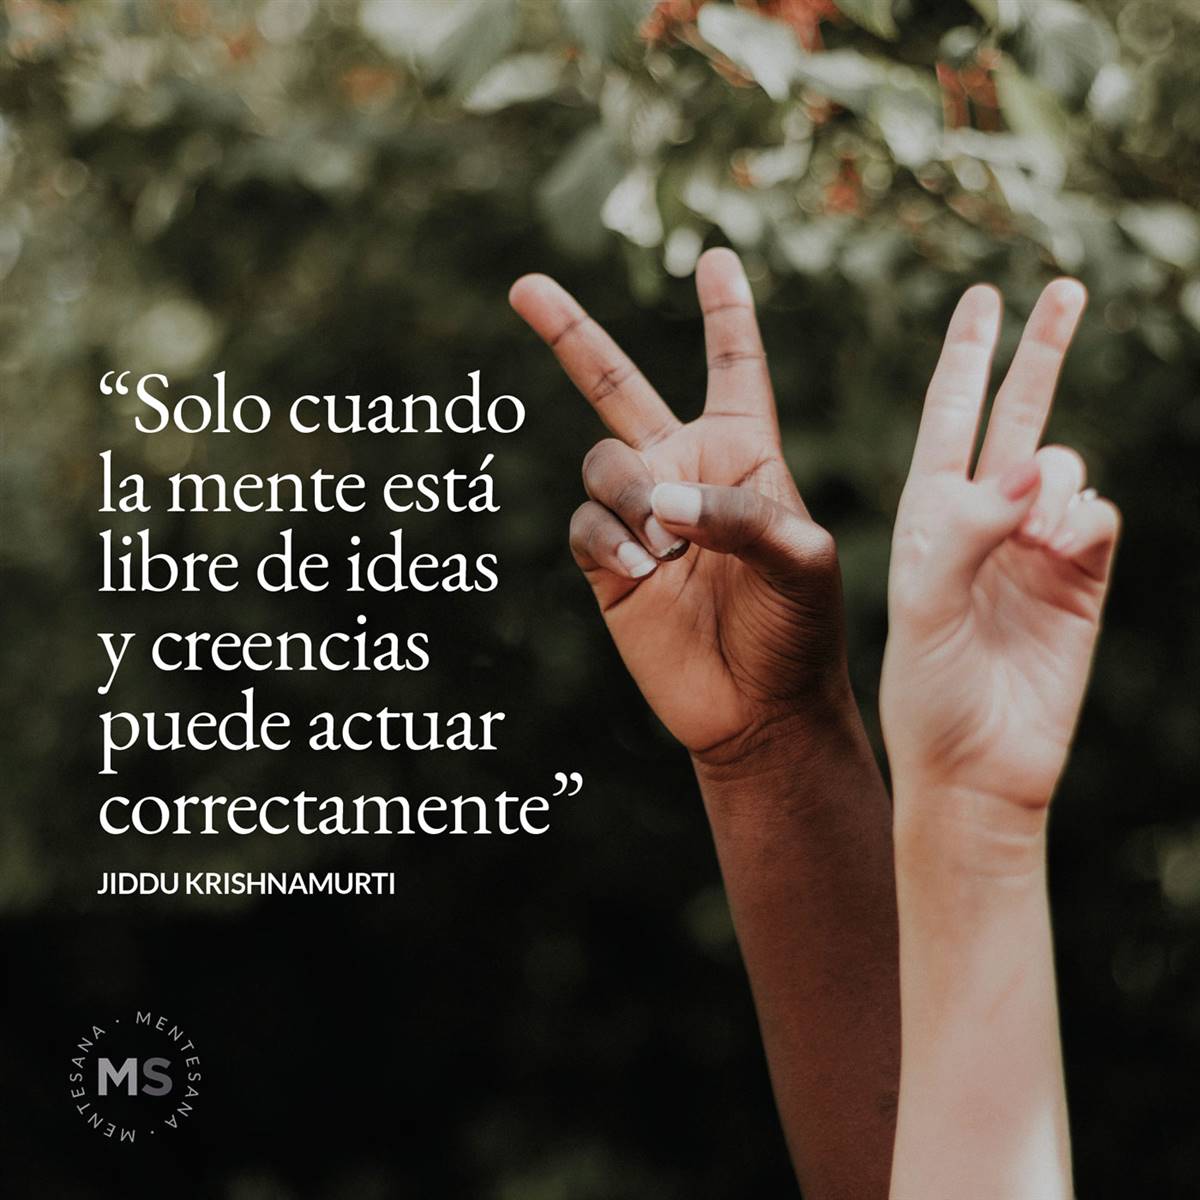 “Solo cuando
la mente está
libre de ideas
y creencias
puede actuar
correctamente”
JIDDU KRISHNAMURTI
MENTESANA · MENTESANA ·
MS